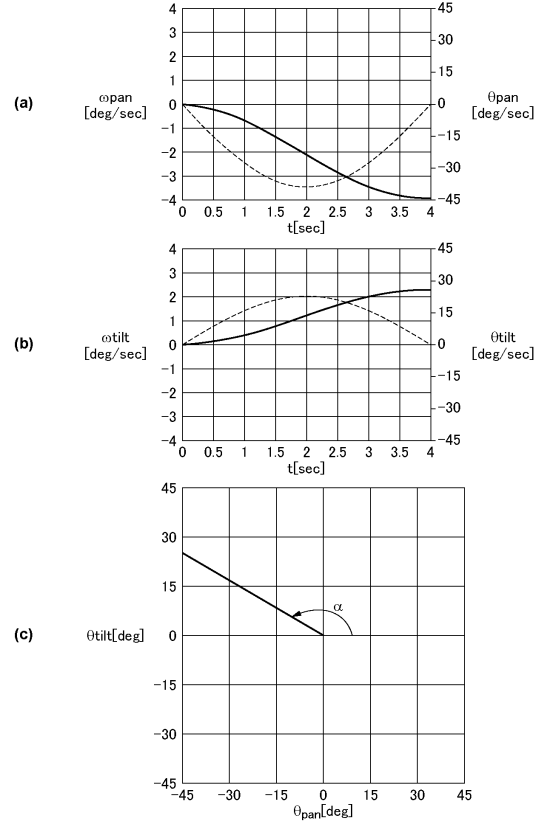 (a)
ωpan
[deg/sec]
4
3
2
1
0
-1
-2
-3
-4
45
30
15
0
-15
-30
-45
θpan
[deg/sec]
0 0.5 1 1.5 2 2.5 3 3.5 4
t[sec]
(b)
ωtilt
[deg/sec]
4
3
2
1
0
-1
-2
-3
-4
45
30
15
0
-15
-30
-45
θtilt
[deg/sec]
0 0.5 1 1.5 2 2.5 3 3.5 4
t[sec]
(c)
θtilt[deg]
45
30
15
0
-15
-30
-45
α
-45 -30 -15 0 15 30 45
θpan[deg]